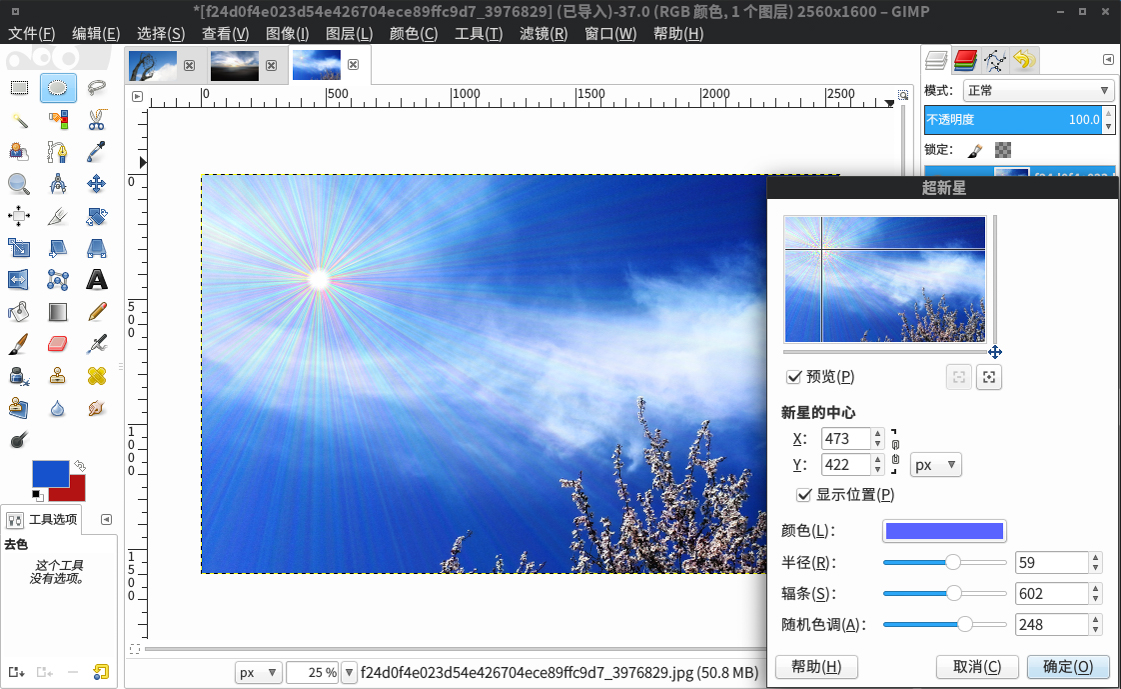 *[f24d0f4e023d54e426704ece89ffc9d7_3976829] (已导入)-37.0 (RGB 颜色, 1 个图层) 2560x1600 – GIMP
文件(F) 编辑(E) 选择(S) 查看(V) 图像(I) 图层(L) 颜色(C) 工具(T) 滤镜(R) 窗口(W) 帮助(H)
模式: 正常
不透明度 100.0
锁定:
0 500 1000 1500 2000 2500
0
500
1000
1500
超新星
预览(P)
新星的中心
X: 473
Y: 422 px
显示位置(P)
颜色(L):
半径(R): 59
辐条(S): 602
随机色调(A): 248
帮助(H) 取消(C) 确定(O)
工具选项
去色
这个工具
没有选项。
px 25 % f24d0f4e023d54e426704ece89ffc9d7_3976829.jpg (50.8 MB)